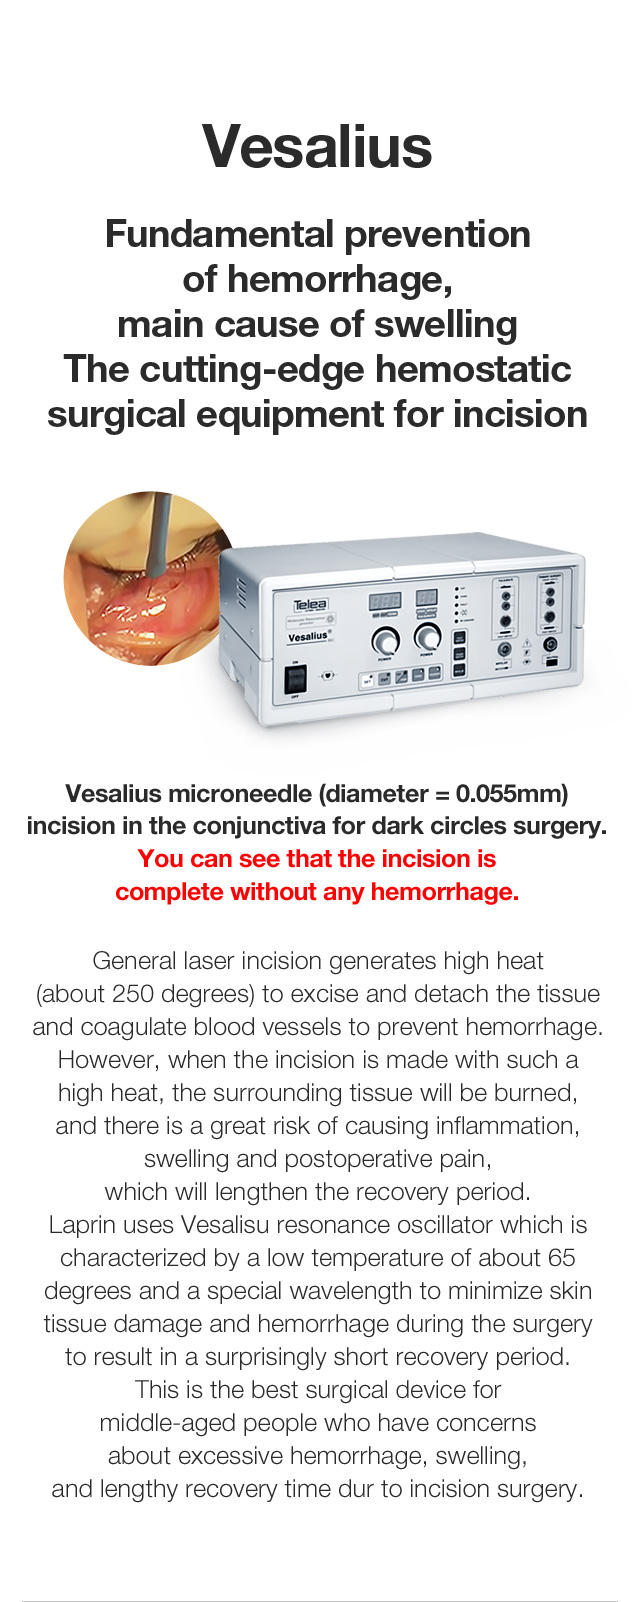 Vesalius
Fundamental prevention
of hemorrhage,
main cause of swelling
The cutting-edge hemostatic
surgical equipment for incision
Telea
Vesalius®
ON
OFF
POWER
POWER
Vesalius microneedle (diameter = 0.055mm)
incision in the conjunctiva for dark circles surgery.
You can see that the incision is
complete without any hemorrhage.
General laser incision generates high heat
(about 250 degrees) to excise and detach the tissue
and coagulate blood vessels to prevent hemorrhage.
However, when the incision is made with such a
high heat, the surrounding tissue will be burned,
and there is a great risk of causing inflammation,
swelling and postoperative pain,
which will lengthen the recovery period.
Laprin uses Vesalisu resonance oscillator which is
characterized by a low temperature of about 65
degrees and a special wavelength to minimize skin
tissue damage and hemorrhage during the surgery
to result in a surprisingly short recovery period.
This is the best surgical device for
middle-aged people who have concerns
about excessive hemorrhage, swelling,
and lengthy recovery time dur to incision surgery.